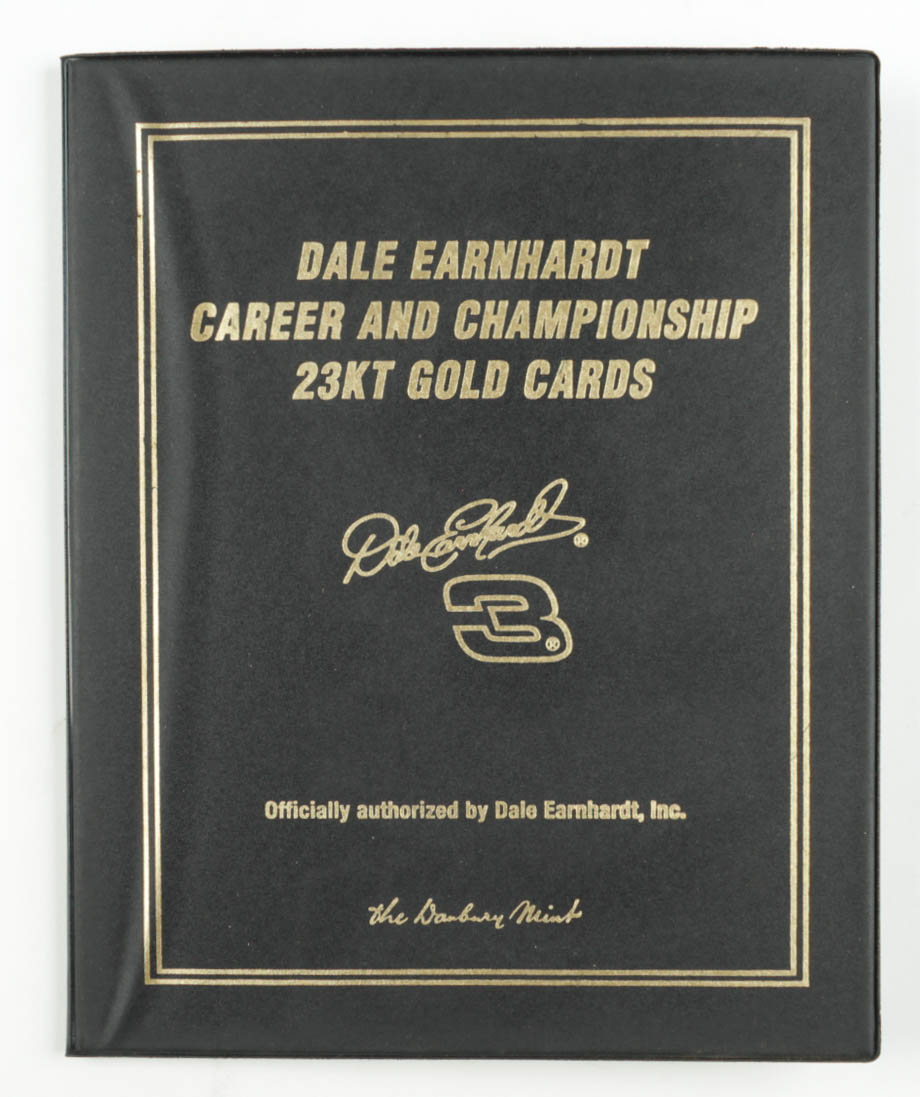 DALE EARNHARDT
CAREER AND CHAMPIONSHIP
23KT GOLD CARDS
Dale Earnhardt ®
3 ®
Officially authorized by Dale Earnhardt, Inc.
the Danbury Mint